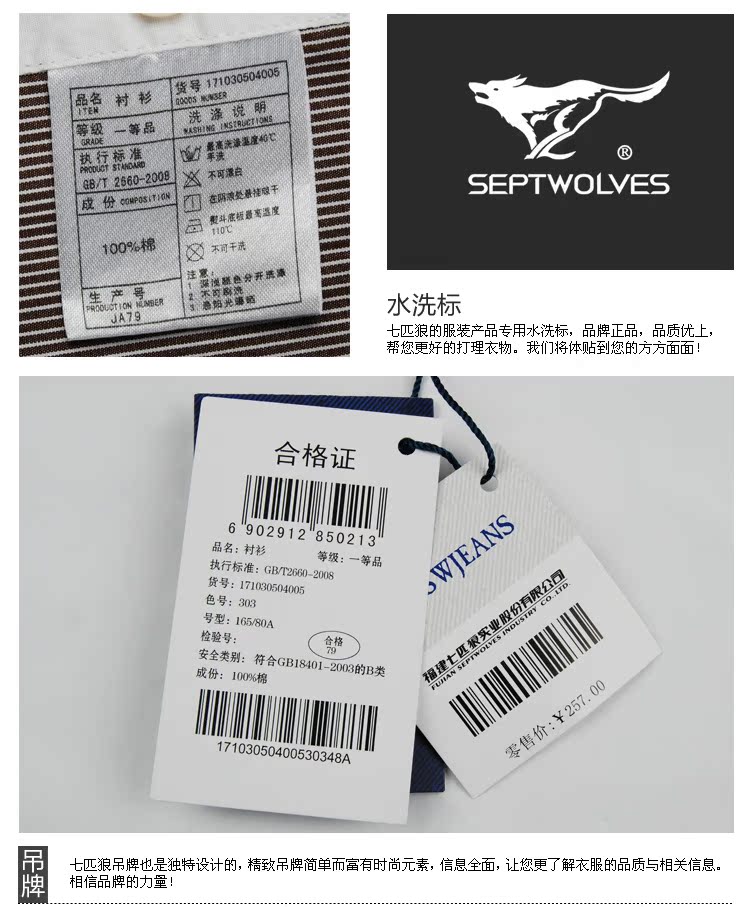 品名 衬 衫
ITEM
货号 171030504005
GOODS NUMBER
等级 一等品
GRADE
洗 涤 说 明
WASHING INSTRUCTIONS
执行标准
PRODUCT STANDARD
GB/T 2660-2008
最高洗涤温度40℃
手洗
不可漂白
成 份 COMPOSITION
在阴凉处悬挂晾干
100%棉
熨斗底板最高温度
110℃
不可干洗
生 产 号
PRODUCTION NUMBER
JA79
注意:
1 深浅颜色分开洗涤
2 不可刷洗
3 忌阳光曝晒
®
SEPTWOLVES
水洗标
七匹狼的服装产品专用水洗标，品牌正品，品质优上，
帮您更好的打理衣物。我们将体贴到您的方方面面！
合格证
6 902912 850213
品名：衬衫 等级：一等品
执行标准：GB/T2660-2008
货号：171030504005
色号：303
号型：165/80A
检验号：
合格
79
安全类别：符合GB18401-2003的B类
成份：100%棉
17103050400530348A
SWJEANS
福建七匹狼实业股份有限公司
FUJIAN SEPTWOLVES INDUSTRY CO.,LTD.
零售价:￥257.00
吊牌
七匹狼吊牌也是独特设计的，精致吊牌简单而富有时尚元素，信息全面，让您更了解衣服的品质与相关信息。
相信品牌的力量！